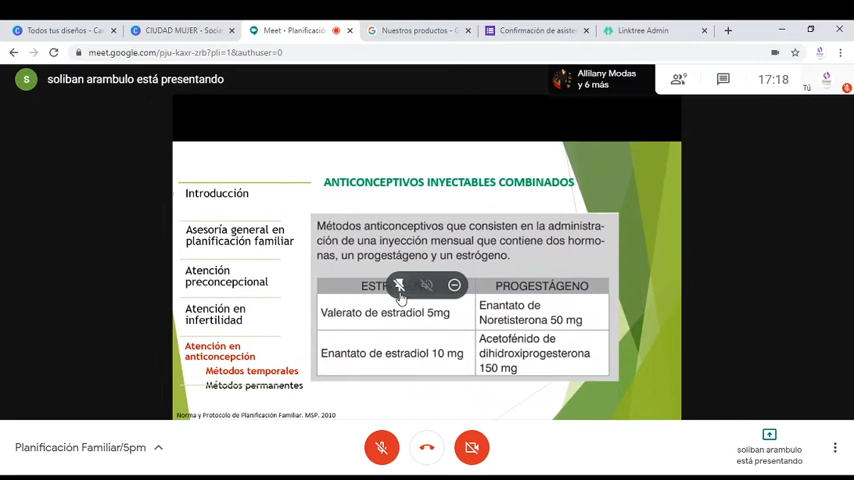 Todos tus diseños - Can
CIUDAD MUJER - Socie
Meet - Planificació
Nuestros productos - G
Confirmación de asiste
Linktree Admin
meet.google.com/pju-kaxr-zrb?pli=1&authuser=0
S
soliban arambulo está presentando
Allilany Modas
y 6 más
9
17:18
Tú
ANTICONCEPTIVOS INYECTABLES COMBINADOS
Introducción
Asesoría general en
planificación familiar
Atención
preconcepcional
Atención en
infertilidad
Atención en
anticoncepción
Métodos temporales
Métodos permanentes
Métodos anticonceptivos que consisten en la administra-
ción de una inyección mensual que contiene dos hormo-
nas, un progestágeno y un estrógeno.
PROGESTÁGENO
Valerato de estradiol 5mg
Enantato de
Noretisterona 50 mg
Enantato de estradiol 10 mg
Acetofénido de
dihidroxiprogesterona
150 mg
Norma y Protocolo de Planificación Familiar. MSP. 2010
Planificación Familiar/5pm
soliban arambulo
está presentando